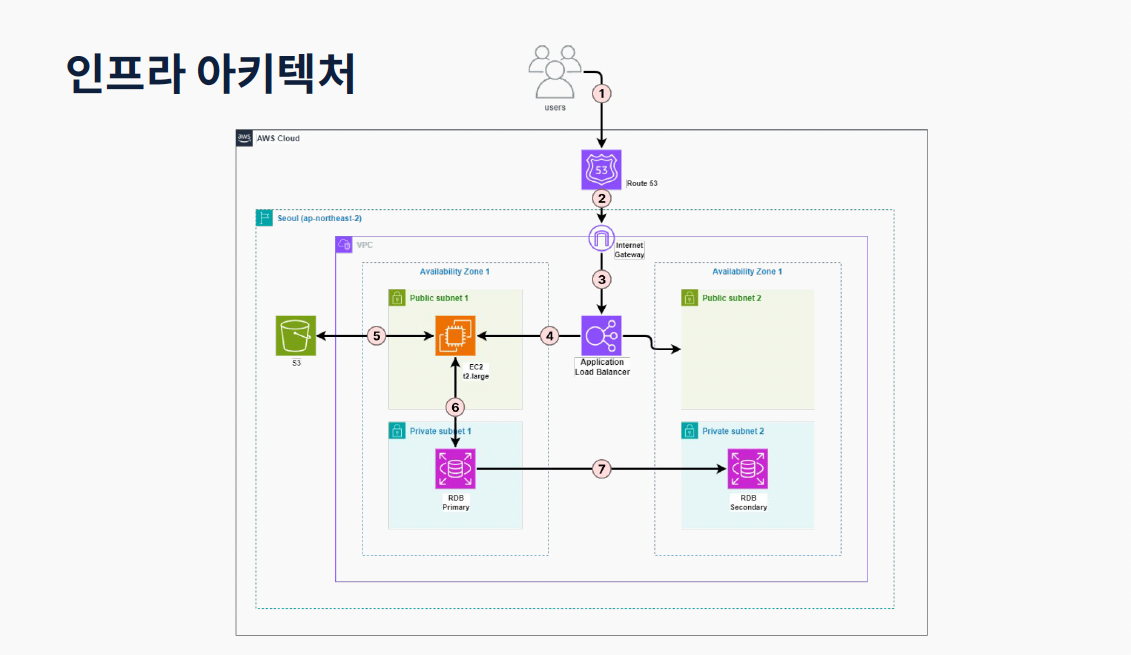 인프라 아키텍처
users
1
aws
AWS Cloud
53
Route 53
2
Seoul (ap-northeast-2)
Internet
Gateway
VPC
Availability Zone 1
Availability Zone 1
3
Public subnet 1
Public subnet 2
5
4
S3
EC2
t2.large
Application
Load Balancer
6
Private subnet 1
Private subnet 2
7
RDB
Primary
RDB
Secondary